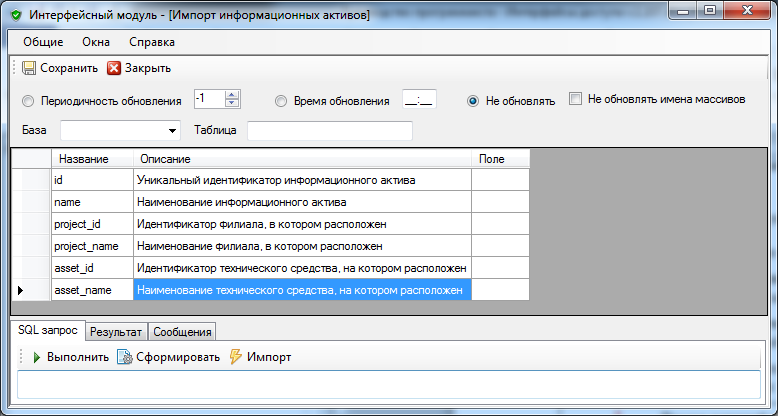 Интерфейсный модуль - [Импорт информационных активов]
Общие Окна Справка
Сохранить Закрыть
Периодичность обновления -1 Время обновления __:__ Не обновлять Не обновлять имена массивов
База Таблица
Название Описание Поле
id Уникальный идентификатор информационного актива
name Наименование информационного актива
project_id Идентификатор филиала, в котором расположен
project_name Наименование филиала, в котором расположен
asset_id Идентификатор технического средства, на котором расположен
asset_name Наименование технического средства, на котором расположен
SQL запрос Результат Сообщения
Выполнить Сформировать Импорт